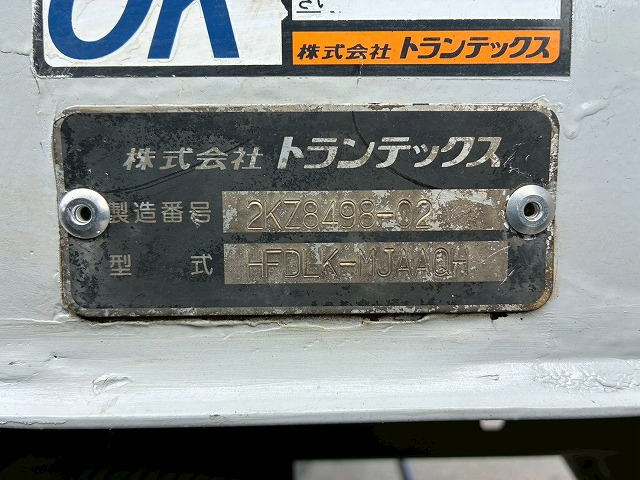 OK
株式会社 トランテックス
株式会社 トランテックス
製造番号 2KZ8498-02
型式 HFDLK-MJAAQH